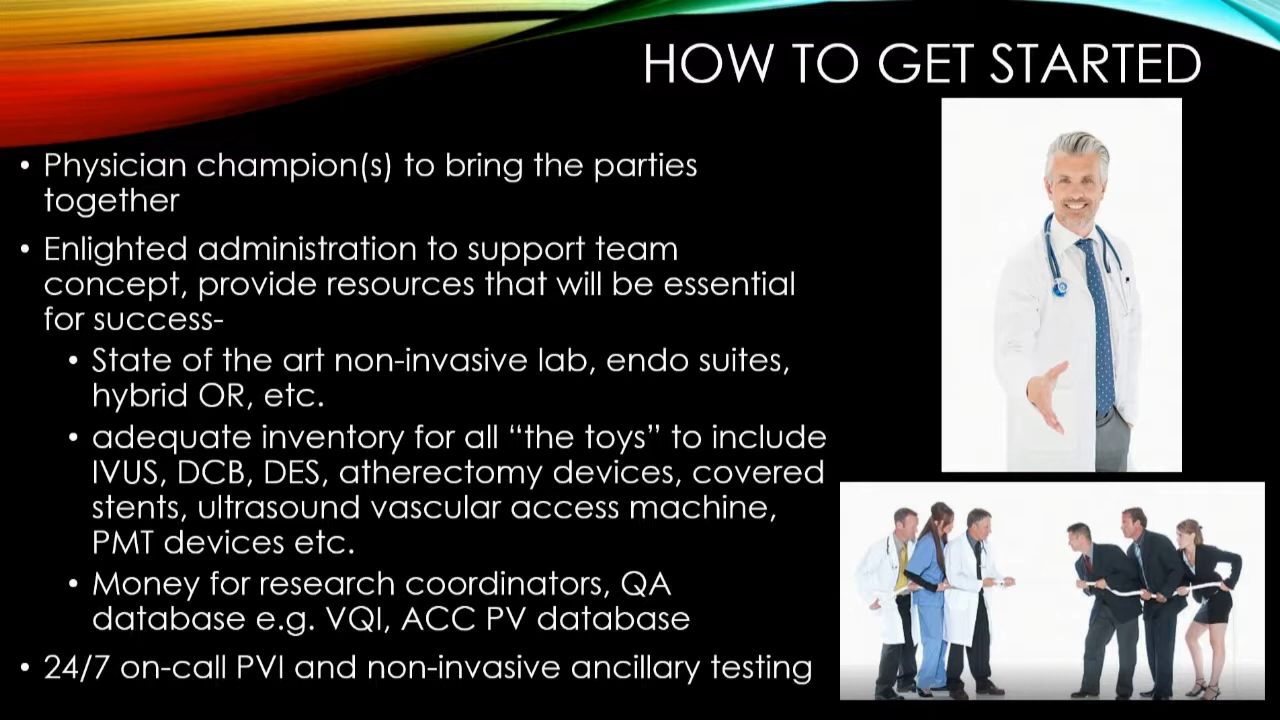 HOW TO GET STARTED
• Physician champion(s) to bring the parties
together
• Enlighted administration to support team
concept, provide resources that will be essential
for success-
• State of the art non-invasive lab, endo suites,
hybrid OR, etc.
• adequate inventory for all “the toys” to include
IVUS, DCB, DES, atherectomy devices, covered
stents, ultrasound vascular access machine,
PMT devices etc.
• Money for research coordinators, QA
database e.g. VQI, ACC PV database
• 24/7 on-call PVI and non-invasive ancillary testing